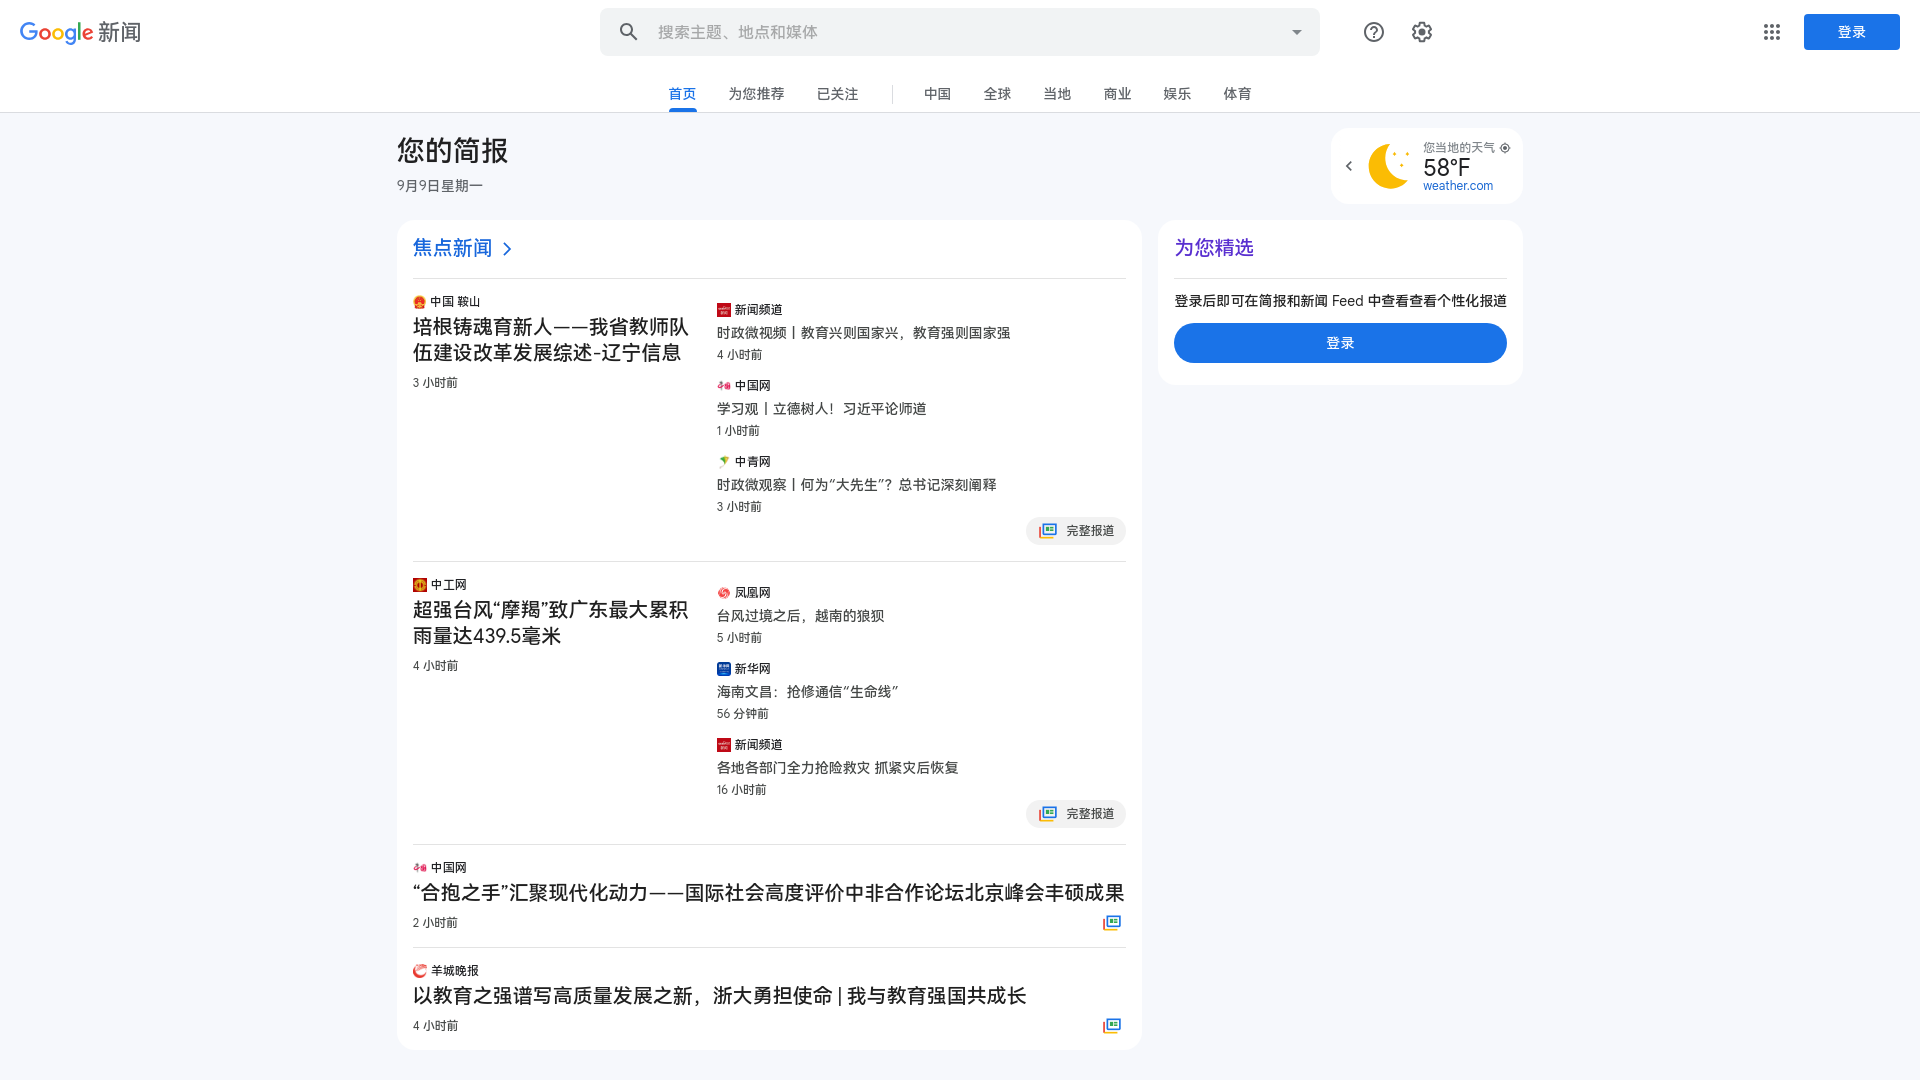 Google 新闻
搜索主题、地点和媒体
登录
首页
为您推荐
已关注
中国
全球
当地
商业
娱乐
体育
您的简报
9月9日星期一
您当地的天气
58°F
weather.com
焦点新闻
中国 鞍山
培根铸魂育新人——我省教师队
伍建设改革发展综述-辽宁信息
3 小时前
新闻频道
时政微视频丨教育兴则国家兴，教育强则国家强
4 小时前
中国网
学习观丨立德树人！习近平论师道
1 小时前
中青网
时政微观察丨何为“大先生”？总书记深刻阐释
3 小时前
完整报道
中工网
超强台风“摩羯”致广东最大累积
雨量达439.5毫米
4 小时前
凤凰网
台风过境之后，越南的狼狈
5 小时前
新华网
海南文昌：抢修通信“生命线”
56 分钟前
新闻频道
各地各部门全力抢险救灾 抓紧灾后恢复
16 小时前
完整报道
中国网
“合抱之手”汇聚现代化动力——国际社会高度评价中非合作论坛北京峰会丰硕成果
2 小时前
羊城晚报
以教育之强谱写高质量发展之新，浙大勇担使命 | 我与教育强国共成长
4 小时前
为您精选
登录后即可在简报和新闻 Feed 中查看查看个性化报道
登录